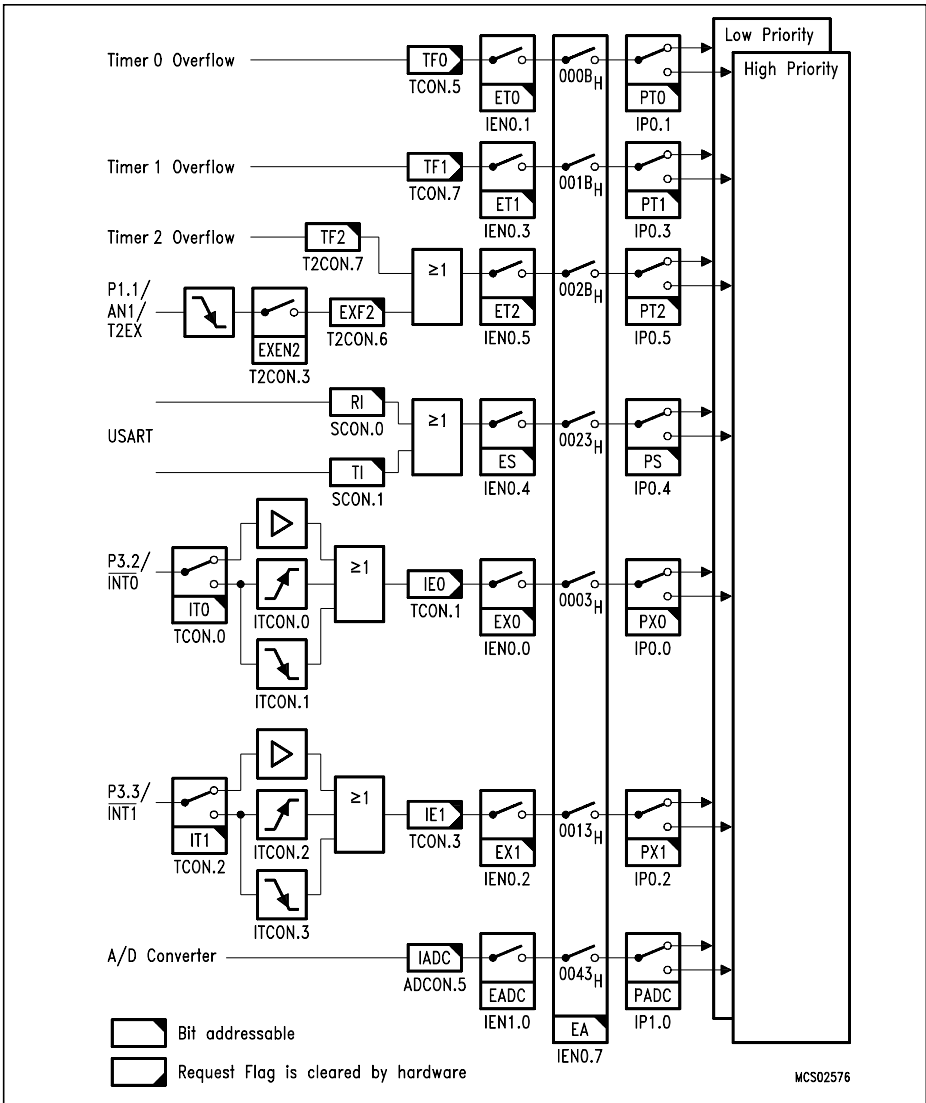 Low Priority
High Priority
Timer 0 Overflow
TF0
TCON.5
ET0
IEN0.1
000BH
PT0
IP0.1
Timer 1 Overflow
TF1
TCON.7
ET1
IEN0.3
001BH
PT1
IP0.3
Timer 2 Overflow
TF2
T2CON.7
P1.1/
AN1/
T2EX
EXEN2
T2CON.3
EXF2
T2CON.6
≥1
ET2
IEN0.5
002BH
PT2
IP0.5
USART
RI
SCON.0
TI
SCON.1
≥1
ES
IEN0.4
0023H
PS
IP0.4
P3.2/
INT0
IT0
TCON.0
ITCON.0
ITCON.1
≥1
IE0
TCON.1
EX0
IEN0.0
0003H
PX0
IP0.0
P3.3/
INT1
IT1
TCON.2
ITCON.2
ITCON.3
≥1
IE1
TCON.3
EX1
IEN0.2
0013H
PX1
IP0.2
A/D Converter
IADC
ADCON.5
EADC
IEN1.0
0043H
PADC
IP1.0
EA
IEN0.7
Bit addressable
Request Flag is cleared by hardware
MCS02576